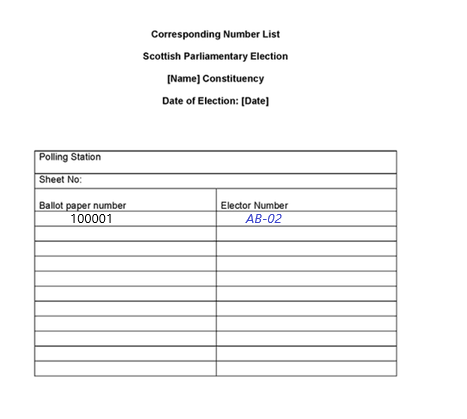 Corresponding Number List
Scottish Parliamentary Election
[Name] Constituency
Date of Election: [Date]
Polling Station
Sheet No:
Ballot paper number Elector Number
100001 AB-02